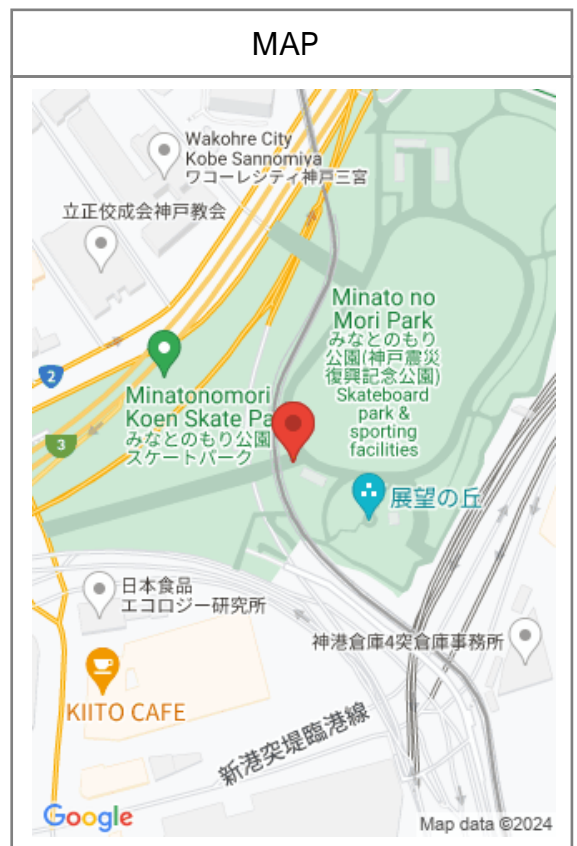 MAP
Wakohre City
Kobe Sannomiya
ワコーレシティ神戸三宮
立正佼成会神戸教会
Minato no
Mori Park
みなとのもり
公園(神戸震災
復興記念公園)
Skateboard
park &
sporting
facilities
2
Minatonomori
Koen Skate Pa
みなとのもり公園
スケートパーク
3
展望の丘
日本食品
エコロジー研究所
神港倉庫4突倉庫事務所
KIITO CAFE
新港突堤臨港線
Google
Map data ©2024